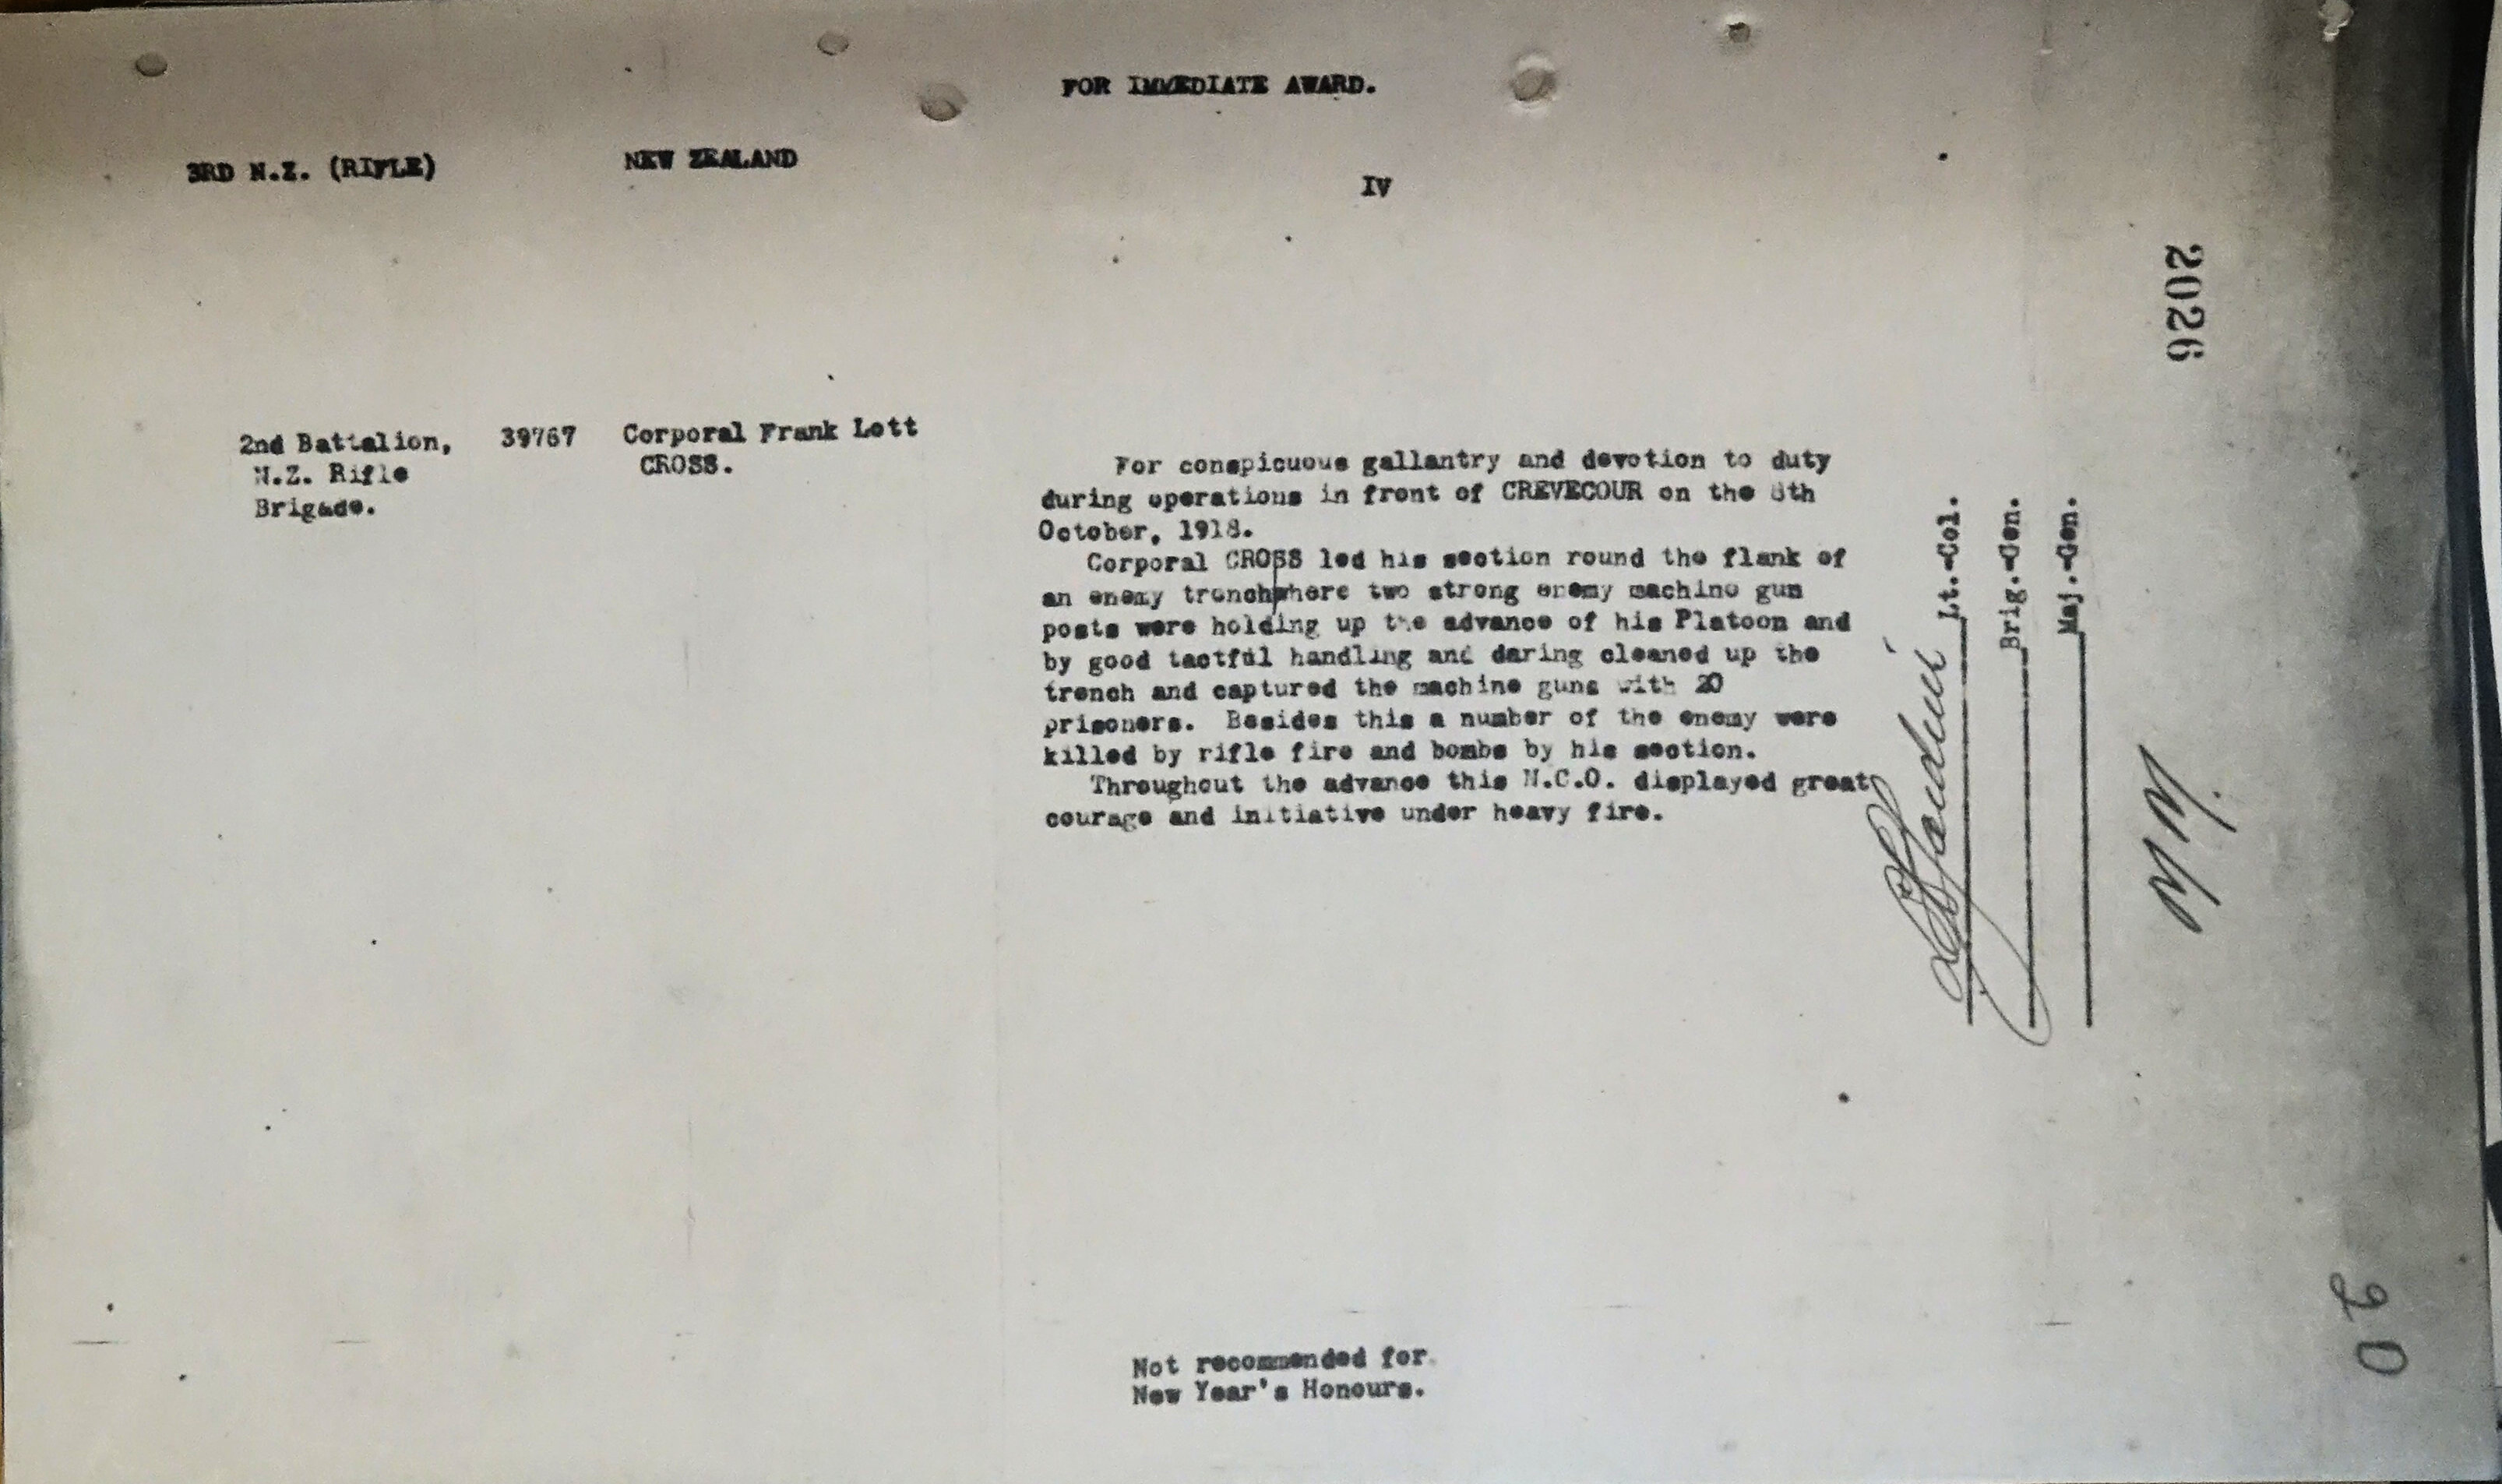 FOR IMMEDIATE AWARD.
3RD N.Z. (RIFLE) NEW ZEALAND
IV
2026
2nd Battalion, 39767 Corporal Frank Lott
N.Z. Rifle CROSS.
Brigade.
For conspicuous gallantry and devotion to duty
during operations in front of CREVECOUR on the 8th
October, 1918.
Corporal CROSS led his section round the flank of
an enemy trench|where two strong enemy machine gun
posts were holding up the advance of his Platoon and
by good tactful handling and daring cleaned up the
trench and captured the machine guns with 20
prisoners. Besides this a number of the enemy were
killed by rifle fire and bombs by his section.
Throughout the advance this N.C.O. displayed great
courage and initiative under heavy fire.
Lt.-Col.
Brig.-Gen.
Maj.-Gen.
20
Not recommended for
New Year's Honours.